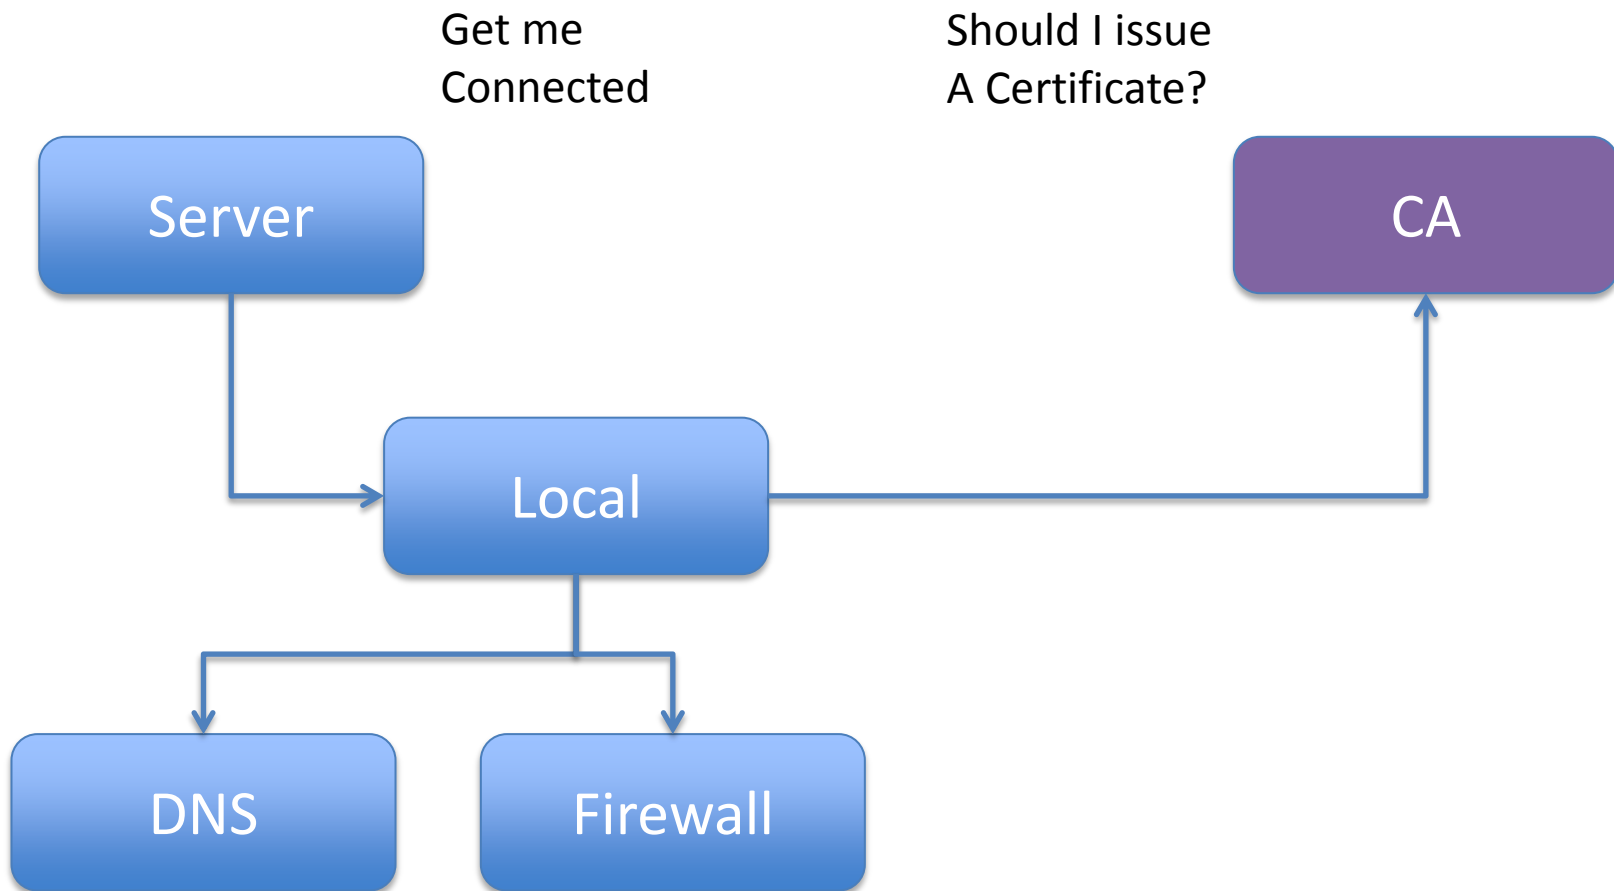 Get me
Connected
Should I issue
A Certificate?
Server
CA
Local
DNS
Firewall